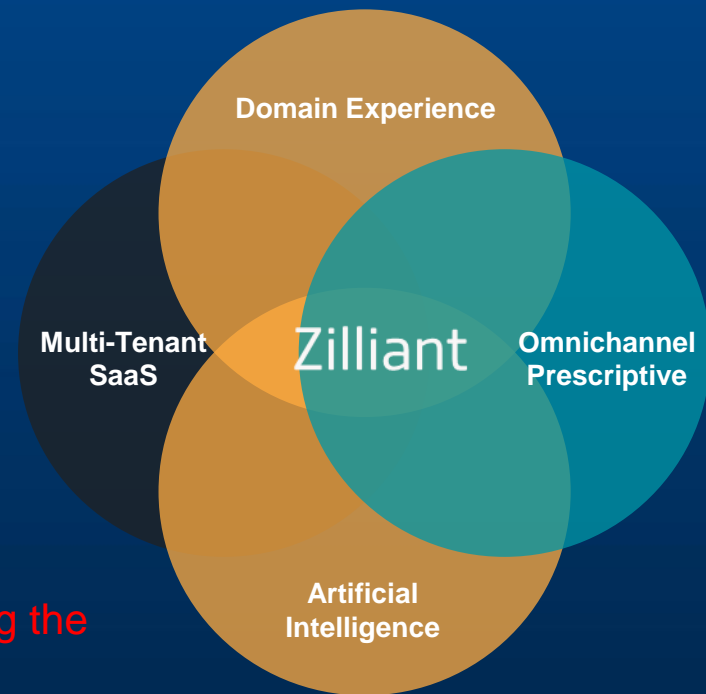 Domain Experience
Multi-Tenant
SaaS
Zilliant
Omnichannel
Prescriptive
Artificial
Intelligence
g the